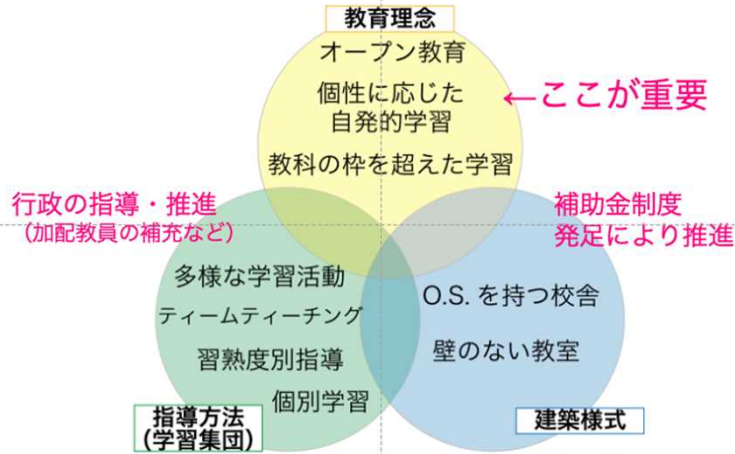 教育理念
オープン教育
個性に応じた
自発的学習
教科の枠を超えた学習
←ここが重要
行政の指導・推進
（加配教員の補充など）
補助金制度
発足により推進
多様な学習活動
ティームティーチング
習熟度別指導
個別学習
指導方法
(学習集団)
O.S. を持つ校舎
壁のない教室
建築様式